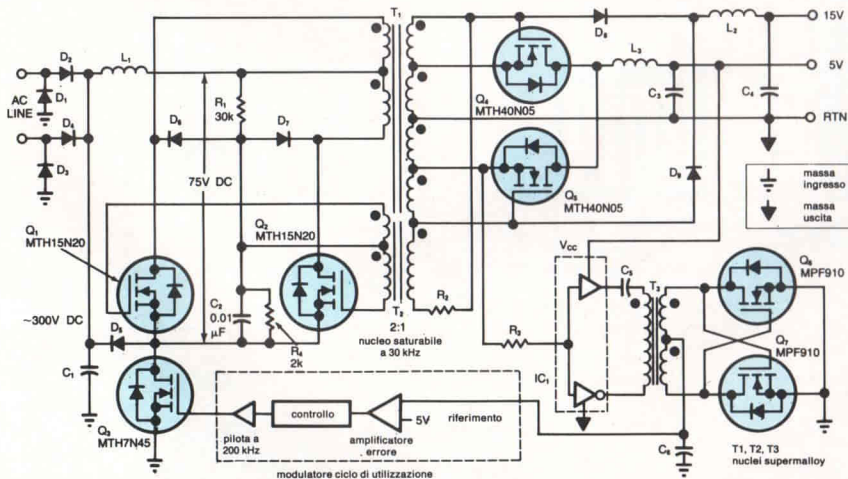 T₁
D₈
L₂
15V
D₂
L₁
L₃
5V
D₁
AC
LINE
R₁
30k
Q₄
MTH40N05
C₃
C₄
D₄
D₆
D₇
RTN
D₃
75V DC
D₉
massa
ingresso
massa
uscita
Q₅
MTH40N05
Q₁
MTH15N20
Q₂
MTH15N20
VCC
C₅
T₃
Q₆
MPF910
T₂
2:1
nucleo saturabile
a 30 kHz
R₂
R₃
C₂
0.01
µF
~300V DC
D₅
R₄
2k
IC₁
Q₇
MPF910
C₁
Q₃
MTH7N45
pilota a
200 kHz
controllo
5V
riferimento
amplificatore
errore
C₆
T1, T2, T3
nuclei supermalloy
modulatore ciclo di utilizzazione